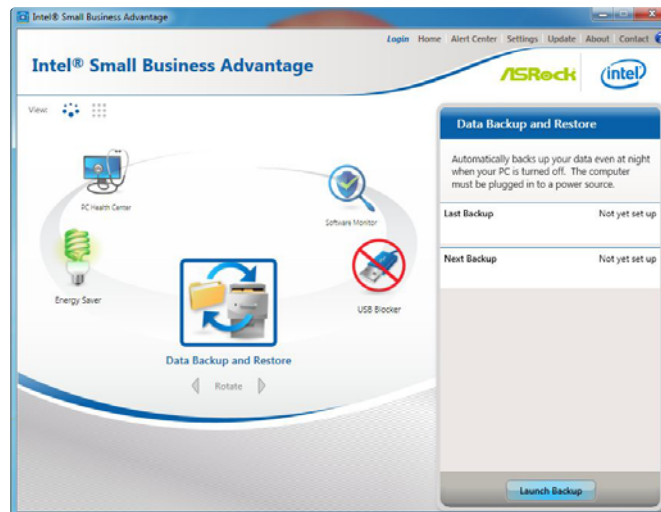 Intel® Small Business Advantage
Login Home Alert Center Settings Update About Contact
Intel® Small Business Advantage
ASRock
intel
View:
PC Health Center
Software Monitor
Energy Saver
USB Blocker
Data Backup and Restore
Rotate
Data Backup and Restore
Automatically backs up your data even at night
when your PC is turned off. The computer
must be plugged in to a power source.
Last Backup Not yet set up
Next Backup Not yet set up
Launch Backup